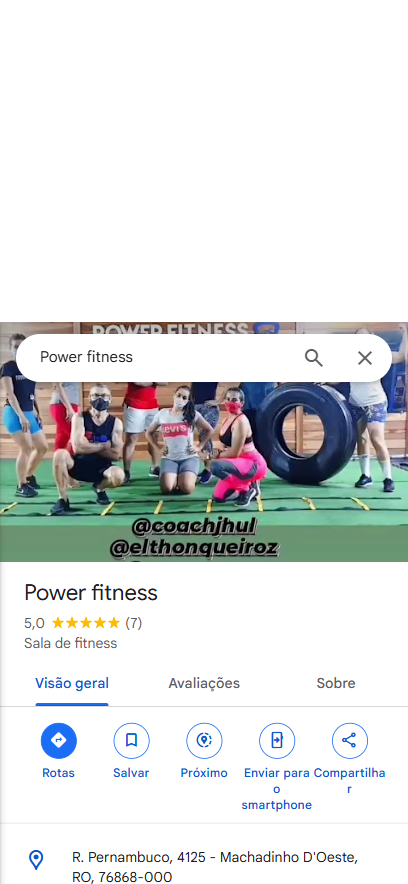 POWER FITNESS
Power fitness
LEVI'S
@coachjhul
@elthonqueiroz
Power fitness
5,0 (7)
Sala de fitness
Visão geral Avaliações Sobre
Rotas Salvar Próximo Enviar para o smartphone Compartilhar
R. Pernambuco, 4125 - Machadinho D'Oeste,
RO, 76868-000